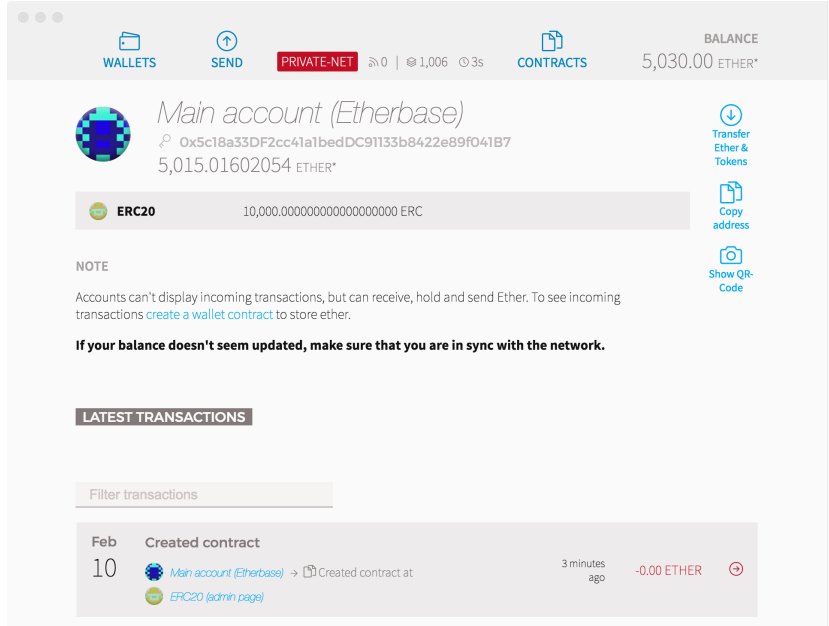 WALLETS
SEND
PRIVATE-NET
0 | 1,006 3s
CONTRACTS
BALANCE
5,030.00 ETHER*
Main account (Etherbase)
0x5c18a33DF2cc41a1bedDC91133b8422e89f041B7
5,015.01602054 ETHER*
Transfer
Ether &
Tokens
ERC20 10,000.000000000000000000 ERC
Copy
address
Show QR-
Code
NOTE
Accounts can't display incoming transactions, but can receive, hold and send Ether. To see incoming
transactions create a wallet contract to store ether.
If your balance doesn't seem updated, make sure that you are in sync with the network.
LATEST TRANSACTIONS
Filter transactions
Feb
10
Created contract
Main account (Etherbase) → Created contract at
ERC20 (admin page)
3 minutes
ago
-0.00 ETHER